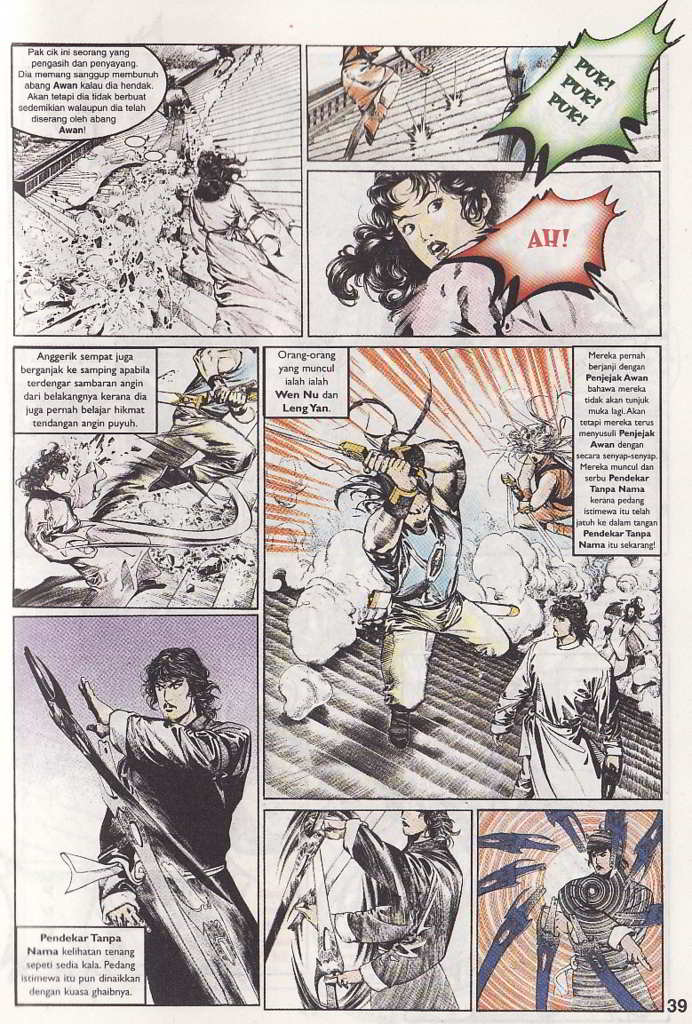 Pak cik ini seorang yang
pengasih dan penyayang.
Dia memang sanggup membunuh
abang Awan kalau dia hendak.
Akan tetapi dia tidak berbuat
sedemikian walaupun dia telah
diserang oleh abang
Awan!
PUK!
PUK!
PUK!
AH!
Anggerik sempat juga
berganjak ke samping apabila
terdengar sambaran angin
dari belakangnya kerana dia
juga pernah belajar hikmat
tendangan angin puyuh.
Orang-orang
yang muncul
ialah ialah
Wen Nu dan
Leng Yan.
Mereka pernah
berjanji dengan
Penjejak Awan
bahawa mereka
tidak akan tunjuk
muka lagi. Akan
tetapi mereka terus
menyusuli Penjejak
Awan dengan
secara senyap-senyap.
Mereka muncul dan
serbu Pendekar
Tanpa Nama
kerana pedang
istimewa itu telah
jatuh ke dalam tangan
Pendekar Tanpa
Nama itu sekarang!
Pendekar Tanpa
Nama kelihatan tenang
sepeti sedia kala. Pedang
istimewa itu pun dinaikkan
dengan kuasa ghaibnya.
39